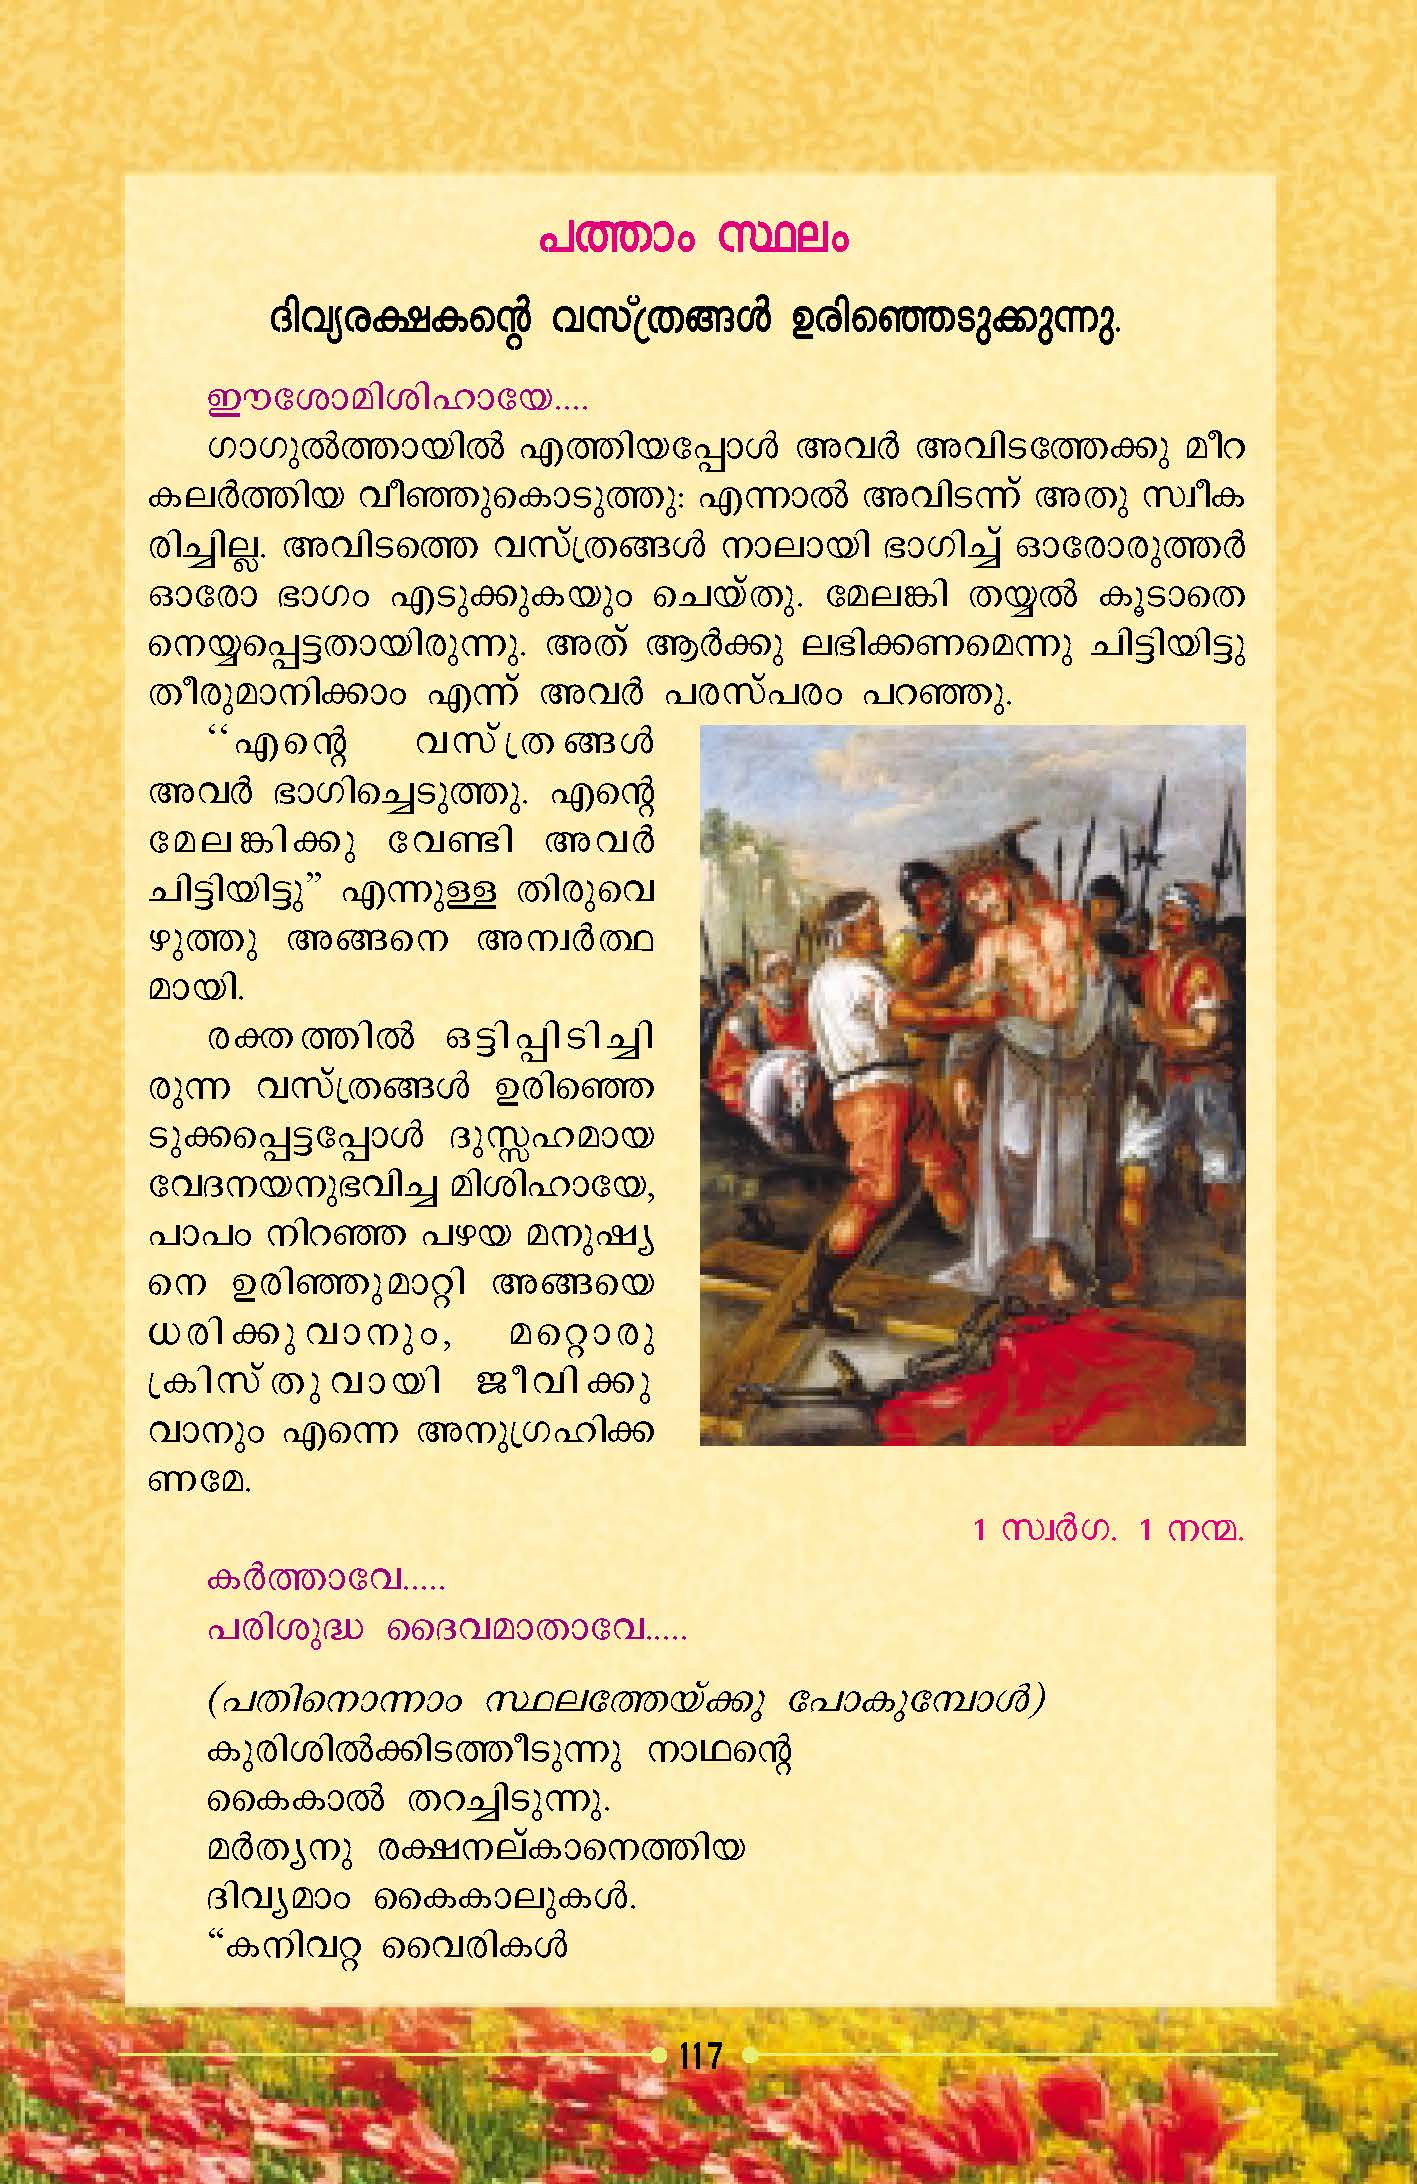 പത്താം സ്ഥലം
ദിവ്യരക്ഷകന്റെ വസ്ത്രങ്ങൾ ഉരിഞ്ഞെടുക്കുന്നു.
ഈശോമിശിഹായേ....
ഗാഗുൽത്തായിൽ എത്തിയപ്പോൾ അവർ അവിടത്തേക്കു മീറ
കലർത്തിയ വീഞ്ഞുകൊടുത്തു: എന്നാൽ അവിടന്ന് അതു സ്വീക
രിച്ചില്ല. അവിടത്തെ വസ്ത്രങ്ങൾ നാലായി ഭാഗിച്ച് ഓരോരുത്തർ
ഓരോ ഭാഗം എടുക്കുകയും ചെയ്തു. മേലങ്കി തയ്യൽ കൂടാതെ
നെയ്യപ്പെട്ടതായിരുന്നു. അത് ആർക്കു ലഭിക്കണമെന്നു ചിട്ടിയിട്ടു
തീരുമാനിക്കാം എന്ന് അവർ പരസ്പരം പറഞ്ഞു.
‘‘എന്റെ വസ്ത്രങ്ങൾ
അവർ ഭാഗിച്ചെടുത്തു. എന്റെ
മേലങ്കിക്കു വേണ്ടി അവർ
ചിട്ടിയിട്ടു” എന്നുള്ള തിരുവെ
ഴുത്തു അങ്ങനെ അന്വർത്ഥ
മായി.
രക്തത്തിൽ ഒട്ടിപ്പിടിച്ചി
രുന്ന വസ്ത്രങ്ങൾ ഉരിഞ്ഞെ
ടുക്കപ്പെട്ടപ്പോൾ ദുസ്സഹമായ
വേദനയനുഭവിച്ച മിശിഹായേ,
പാപം നിറഞ്ഞ പഴയ മനുഷ്യ
നെ ഉരിഞ്ഞുമാറ്റി അങ്ങയെ
ധരിക്കുവാനും, മറ്റൊരു
ക്രിസ്തുവായി ജീവിക്കു
വാനും എന്നെ അനുഗ്രഹിക്ക
ണമേ.
1 സ്വർഗ. 1 നന്മ.
കർത്താവേ.....
പരിശുദ്ധ ദൈവമാതാവേ.....
(പതിനൊന്നാം സ്ഥലത്തേയ്ക്കു പോകുമ്പോൾ)
കുരിശിൽക്കിടത്തീടുന്നു നാഥന്റെ
കൈകാൽ തറച്ചിടുന്നു.
മർത്യനു രക്ഷനല്കാനെത്തിയ
ദിവ്യമാം കൈകാലുകൾ.
“കനിവറ്റ വൈരികൾ
117